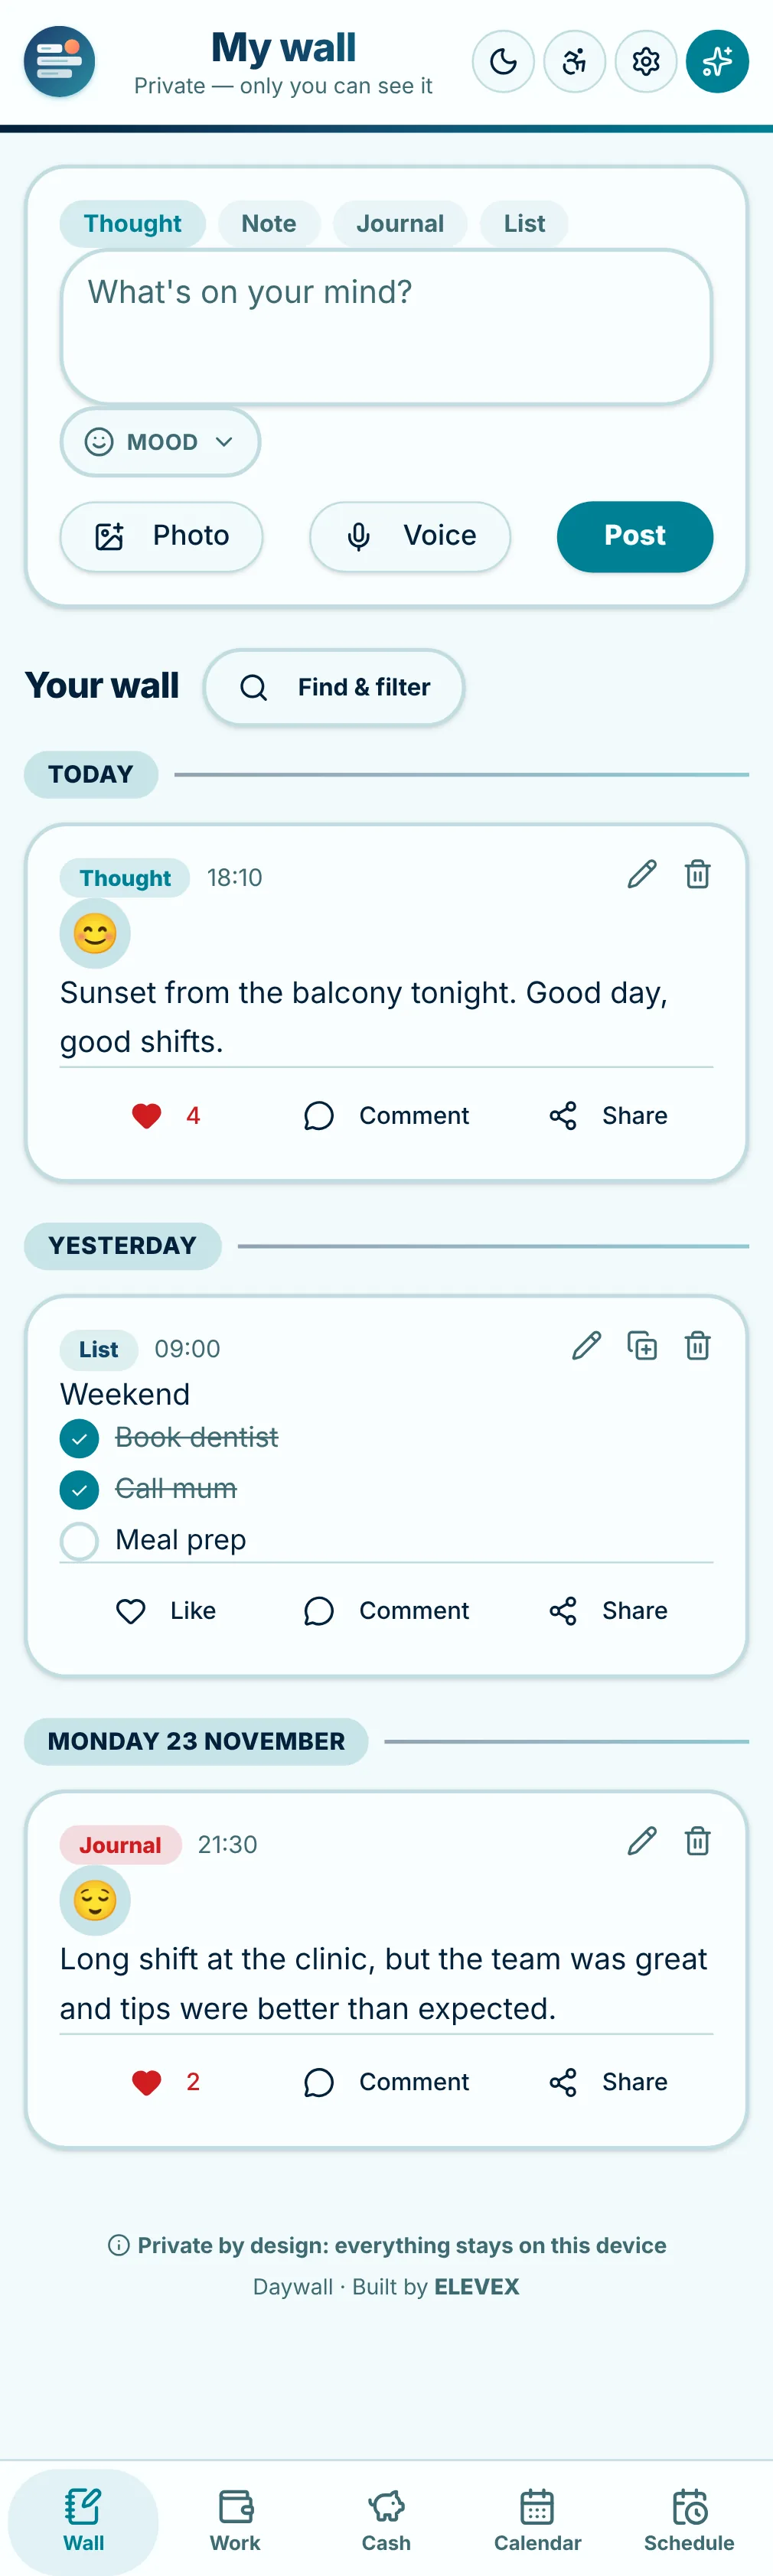 My wall
Private — only you can see it
Thought Note Journal List
What's on your mind?
MOOD
Photo Voice Post
Your wall Find & filter
TODAY
Thought 18:10
Sunset from the balcony tonight. Good day,
good shifts.
4 Comment Share
YESTERDAY
List 09:00
Weekend
Book dentist
Call mum
Meal prep
Like Comment Share
MONDAY 23 NOVEMBER
Journal 21:30
Long shift at the clinic, but the team was great
and tips were better than expected.
2 Comment Share
Private by design: everything stays on this device
Daywall · Built by ELEVEX
Wall Work Cash Calendar Schedule